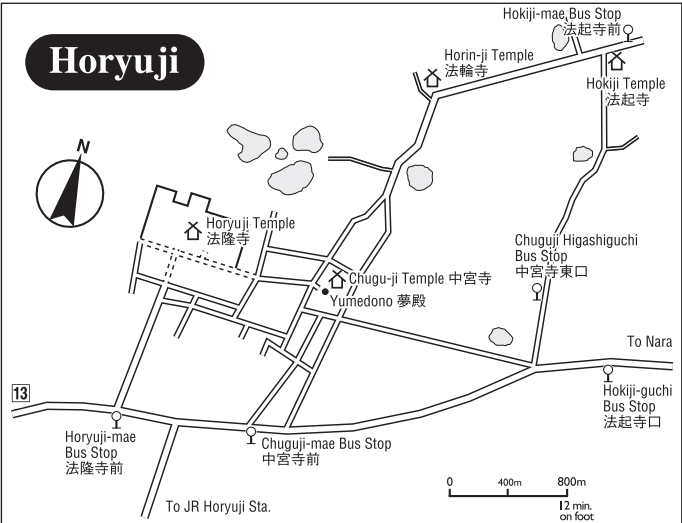 Horyuji
Hokiji-mae Bus Stop
法起寺前
Horin-ji Temple
法輪寺
Hokiji Temple
法起寺
N
Horyuji Temple
法隆寺
Chuguji Higashiguchi
Bus Stop
中宮寺東口
Chugu-ji Temple 中宮寺
Yumedono 夢殿
To Nara
13
Hokiji-guchi
Bus Stop
法起寺口
Horyuji-mae
Bus Stop
法隆寺前
Chuguji-mae Bus Stop
中宮寺前
To JR Horyuji Sta.
0 400m 800m
12 min.
on foot